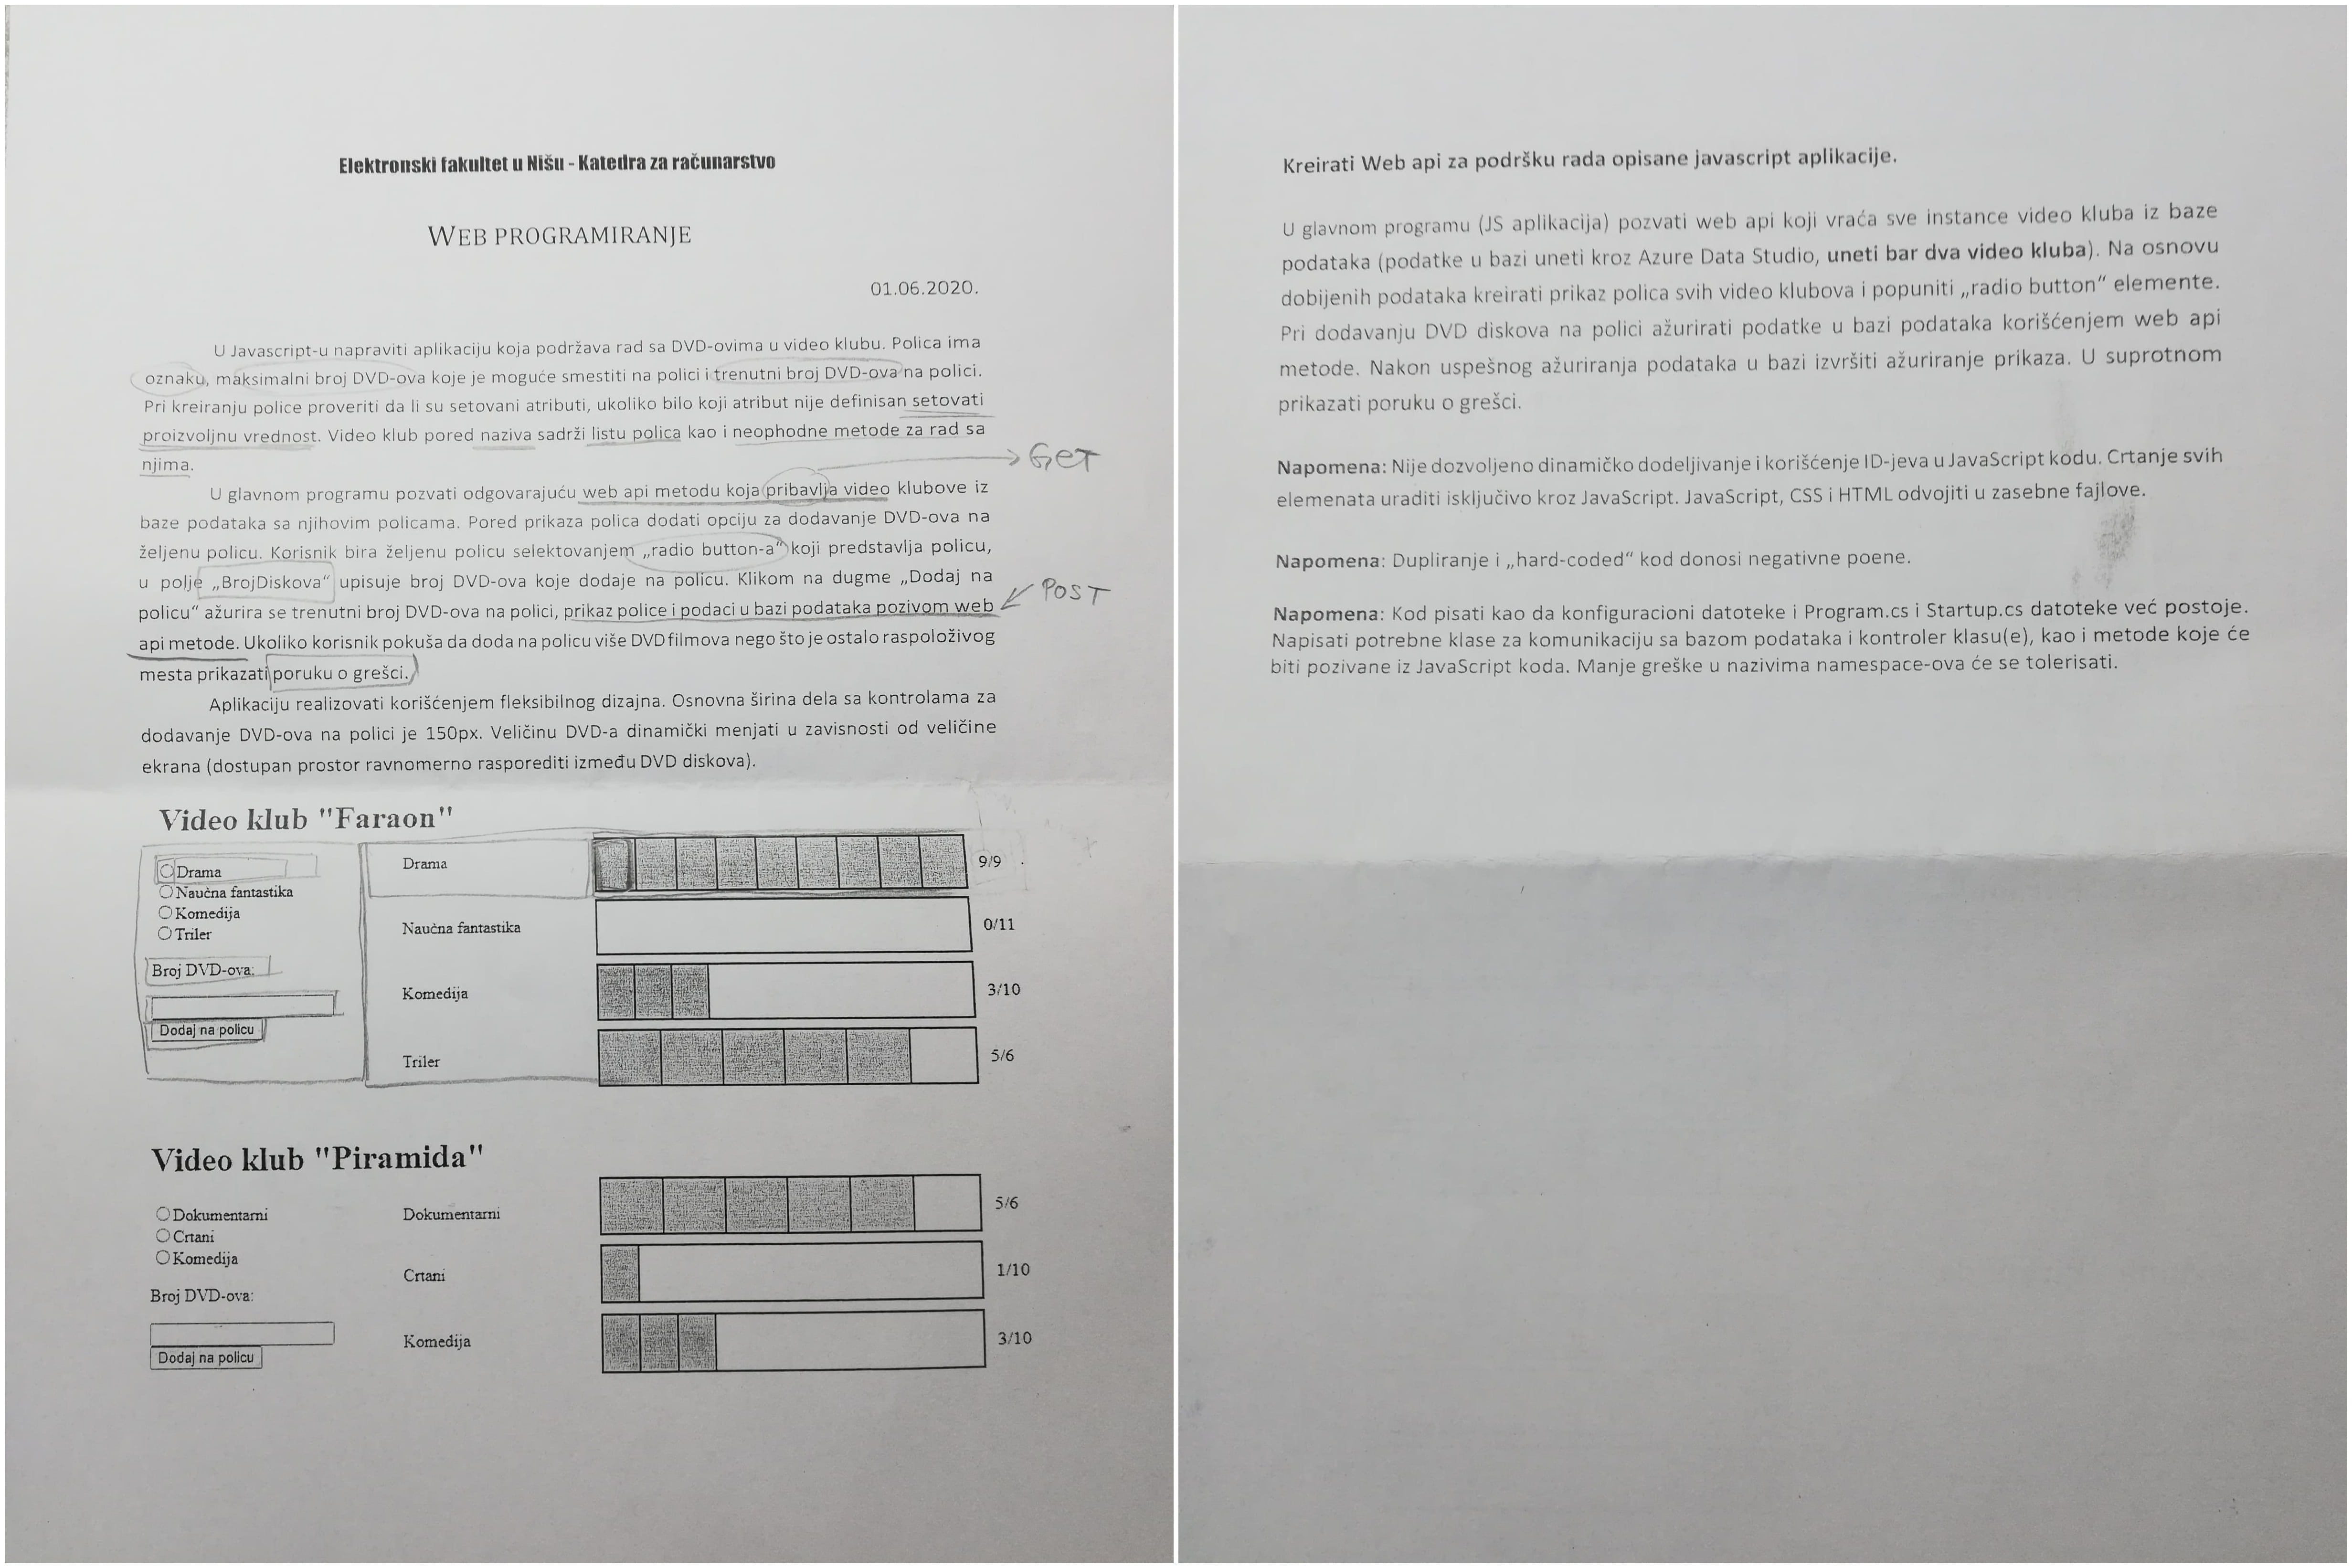 Elektronski fakultet u Nišu - Katedra za računarstvo
WEB PROGRAMIRANJE
01.06.2020.
U Javascript-u napraviti aplikaciju koja podržava rad sa DVD-ovima u video klubu. Polica ima
oznaku, maksimalni broj DVD-ova koje je moguće smestiti na polici i trenutni broj DVD-ova na polici.
Pri kreiranju police proveriti da li su setovani atributi, ukoliko bilo koji atribut nije definisan setovati
proizvoljnu vrednost. Video klub pored naziva sadrži listu polica kao i neophodne metode za rad sa
njima.
GET
U glavnom programu pozvati odgovarajuću web api metodu koja pribavlja video klubove iz
baze podataka sa njihovim policama. Pored prikaza polica dodati opciju za dodavanje DVD-ova na
željenu policu. Korisnik bira željenu policu selektovanjem „radio button-a“ koji predstavlja policu,
u polje „BrojDiskova“ upisuje broj DVD-ova koje dodaje na policu. Klikom na dugme „Dodaj na
policu“ ažurira se trenutni broj DVD-ova na polici, prikaz police i podaci u bazi podataka pozivom web
POST
api metode. Ukoliko korisnik pokuša da doda na policu više DVD filmova nego što je ostalo raspoloživog
mesta prikazati poruku o grešci.
Aplikaciju realizovati korišćenjem fleksibilnog dizajna. Osnovna širina dela sa kontrolama za
dodavanje DVD-ova na polici je 150px. Veličinu DVD-a dinamički menjati u zavisnosti od veličine
ekrana (dostupan prostor ravnomerno rasporediti između DVD diskova).
Video klub "Faraon"
Drama
Naučna fantastika
Komedija
Triler
Broj DVD-ova:
Dodaj na policu
Drama 9/9
Naučna fantastika 0/11
Komedija 3/10
Triler 5/6
Video klub "Piramida"
Dokumentarni
Crtani
Komedija
Broj DVD-ova:
Dodaj na policu
Dokumentarni 5/6
Crtani 1/10
Komedija 3/10
Kreirati Web api za podršku rada opisane javascript aplikacije.
U glavnom programu (JS aplikacija) pozvati web api koji vraća sve instance video kluba iz baze
podataka (podatke u bazi uneti kroz Azure Data Studio, uneti bar dva video kluba). Na osnovu
dobijenih podataka kreirati prikaz polica svih video klubova i popuniti „radio button“ elemente.
Pri dodavanju DVD diskova na polici ažurirati podatke u bazi podataka korišćenjem web api
metode. Nakon uspešnog ažuriranja podataka u bazi izvršiti ažuriranje prikaza. U suprotnom
prikazati poruku o grešci.
Napomena: Nije dozvoljeno dinamičko dodeljivanje i korišćenje ID-jeva u JavaScript kodu. Crtanje svih
elemenata uraditi isključivo kroz JavaScript. JavaScript, CSS i HTML odvojiti u zasebne fajlove.
Napomena: Dupliranje i „hard-coded“ kod donosi negativne poene.
Napomena: Kod pisati kao da konfiguracioni datoteke i Program.cs i Startup.cs datoteke već postoje.
Napisati potrebne klase za komunikaciju sa bazom podataka i kontroler klasu(e), kao i metode koje će
biti pozivane iz JavaScript koda. Manje greške u nazivima namespace-ova će se tolerisati.